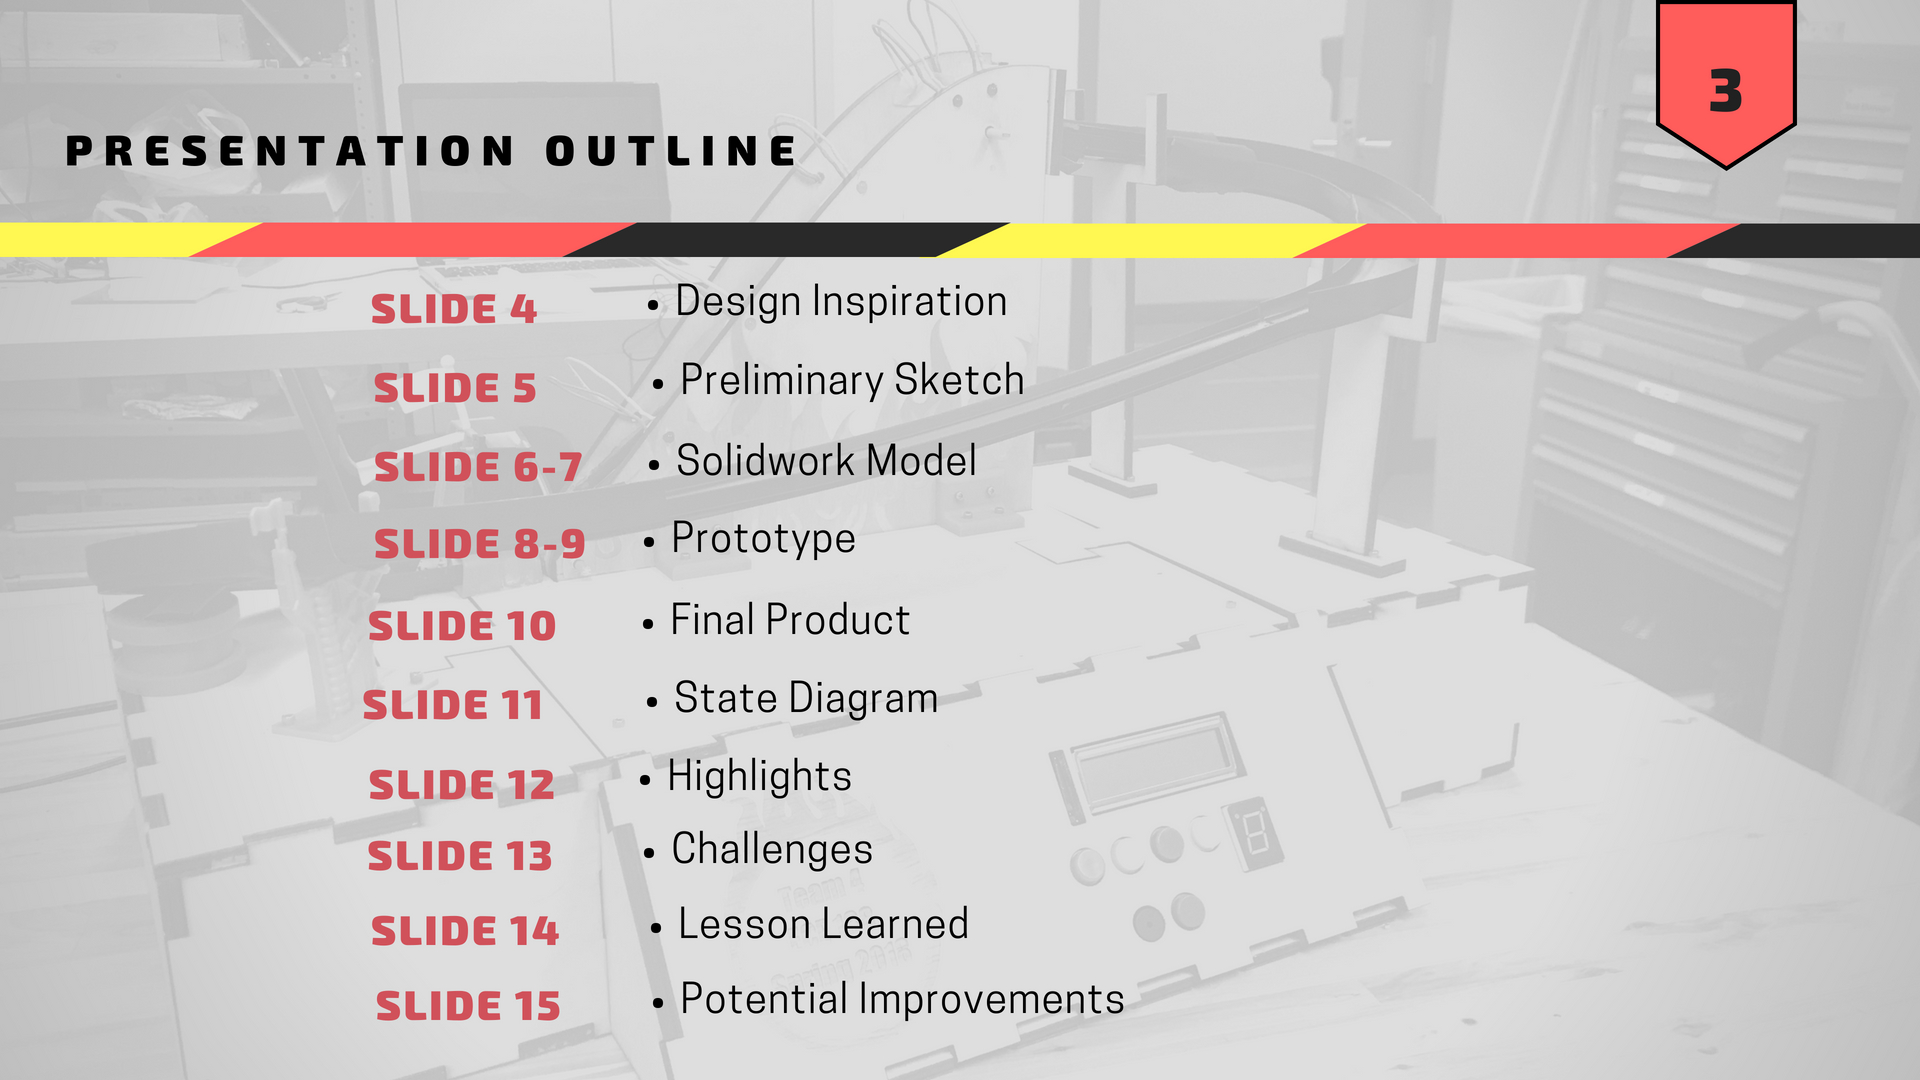 3
PRESENTATION OUTLINE
SLIDE 4 • Design Inspiration
SLIDE 5 • Preliminary Sketch
SLIDE 6-7 • Solidwork Model
SLIDE 8-9 • Prototype
SLIDE 10 • Final Product
SLIDE 11 • State Diagram
SLIDE 12 • Highlights
SLIDE 13 • Challenges
Team 4
SLIDE 14 • Lesson Learned
SLIDE 15 • Potential Improvements